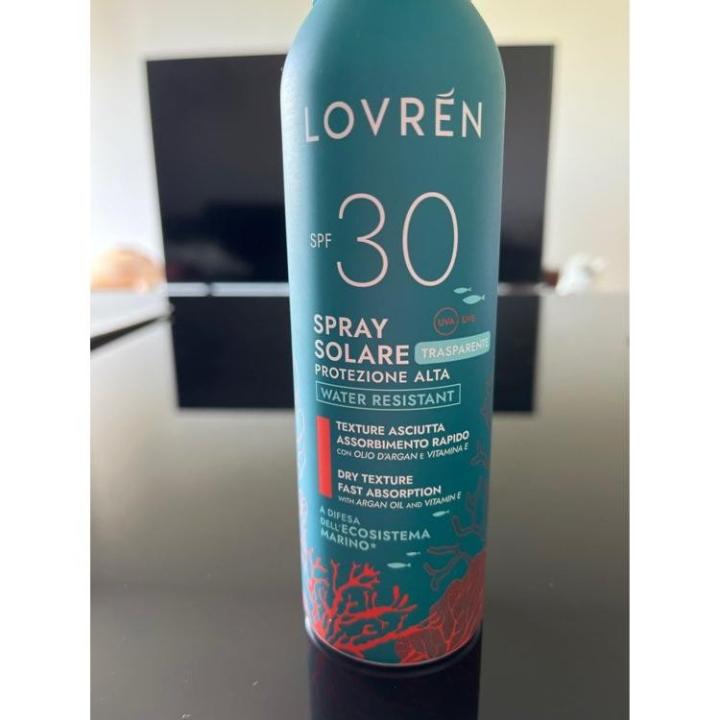 LOVRÉN
SPF 30
UVA UVB
SPRAY
SOLARE TRASPARENTE
PROTEZIONE ALTA
WATER RESISTANT
TEXTURE ASCIUTTA
ASSORBIMENTO RAPIDO
CON OLIO D'ARGAN E VITAMINA E
DRY TEXTURE
FAST ABSORPTION
WITH ARGAN OIL AND VITAMIN E
A DIFESA
DELL'ECOSISTEMA
MARINO*